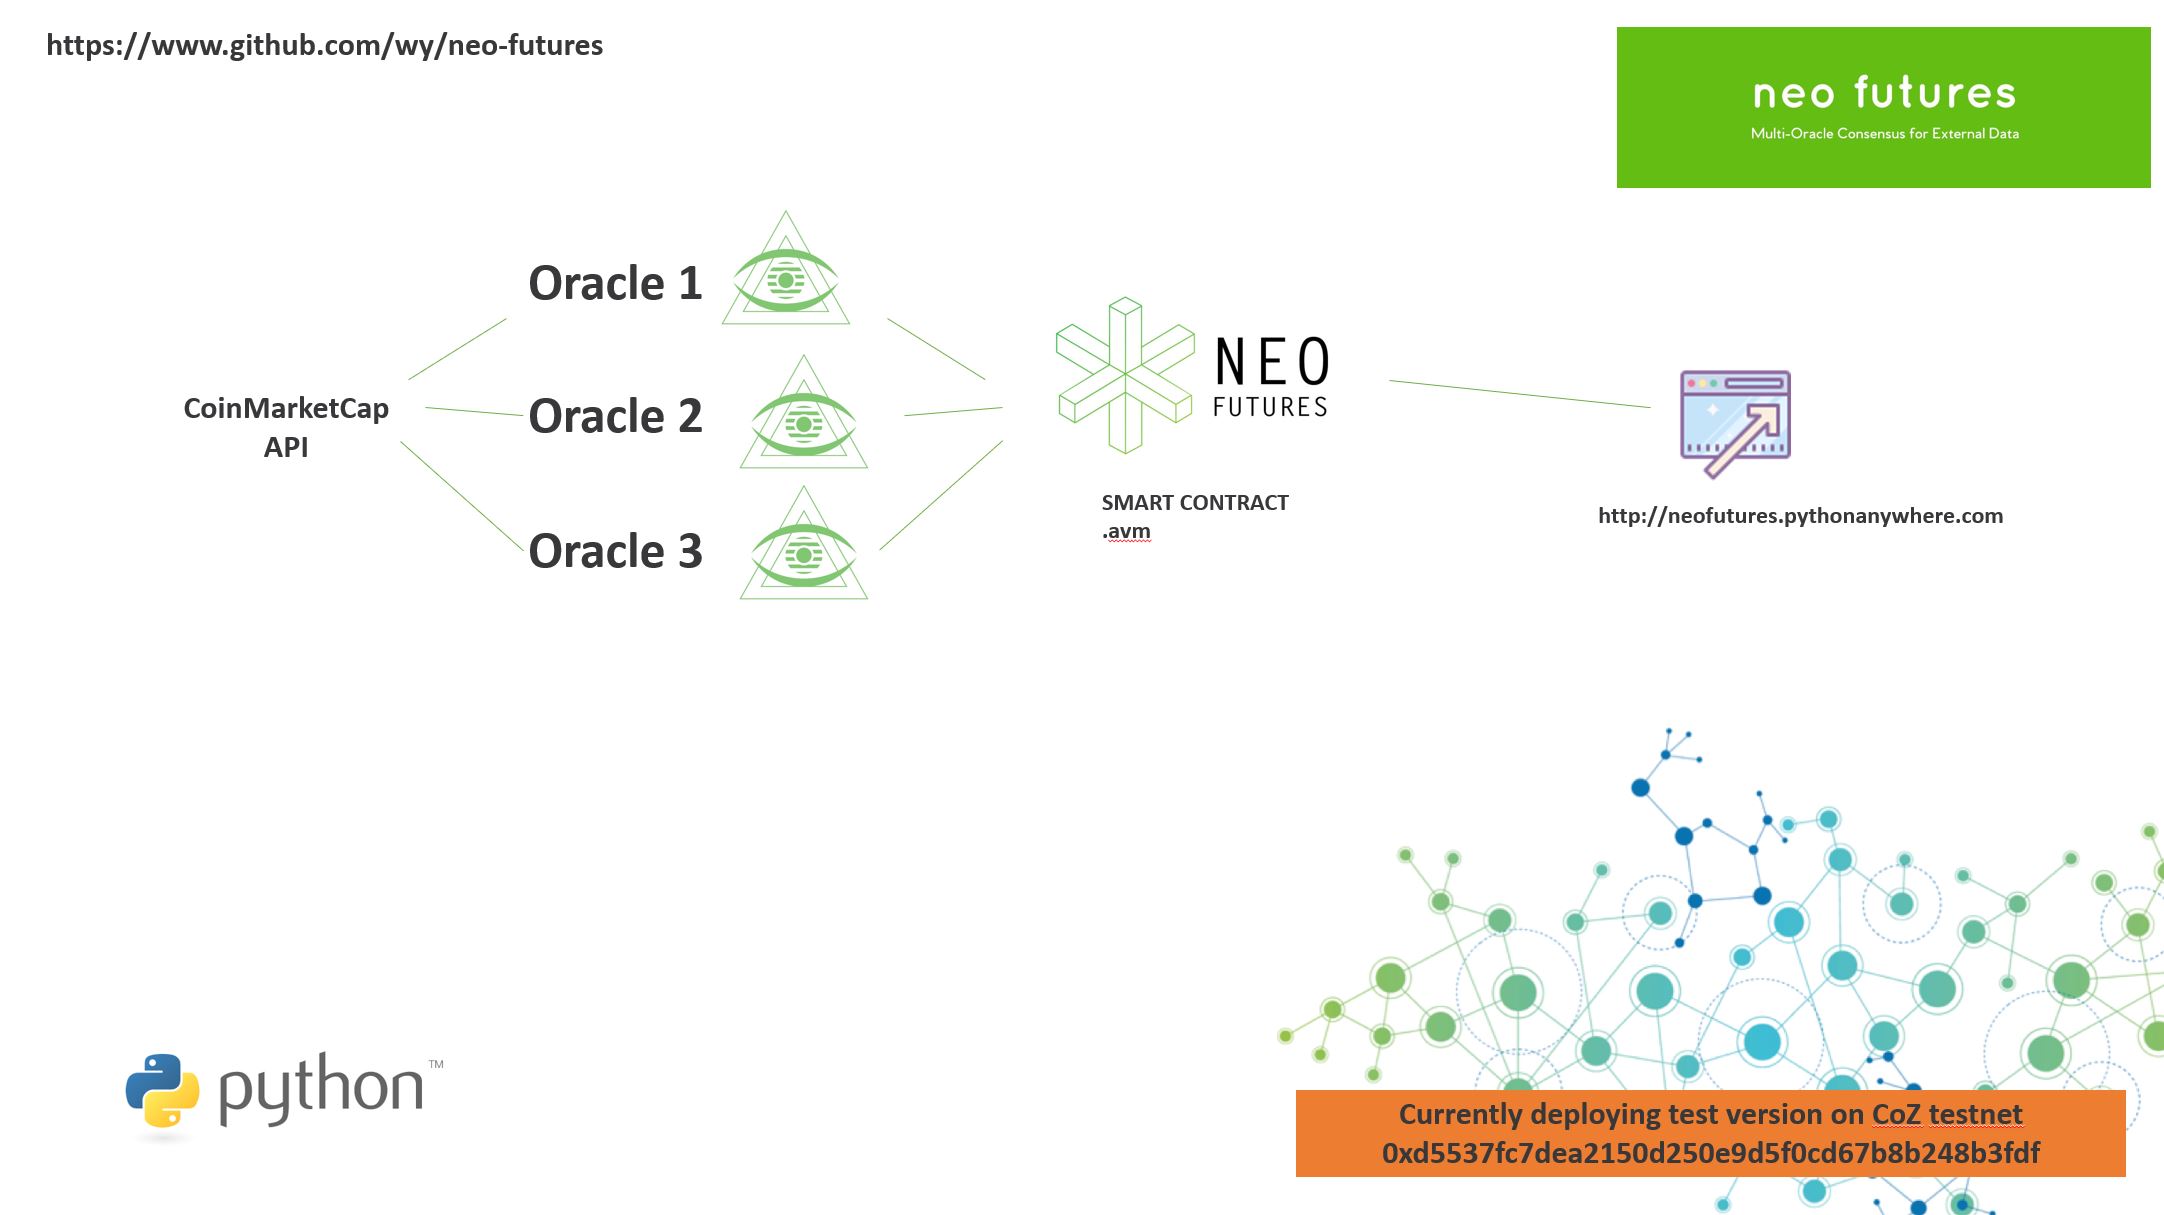 https://www.github.com/wy/neo-futures
neo futures
Multi-Oracle Consensus for External Data
Oracle 1
Oracle 2
Oracle 3
CoinMarketCap
API
NEO
FUTURES
SMART CONTRACT
.avm
http://neofutures.pythonanywhere.com
python™
Currently deploying test version on CoZ testnet
0xd5537fc7dea2150d250e9d5f0cd67b8b248b3fdf